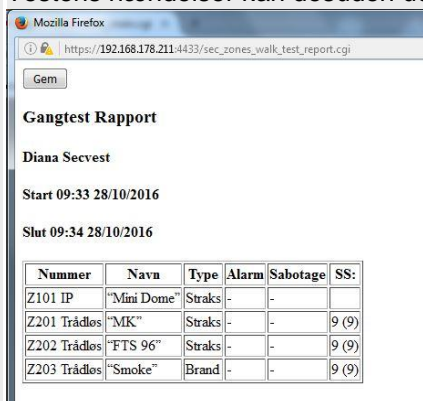 Mozilla Firefox
https://192.168.178.211:4433/sec_zones_walk_test_report.cgi
Gem
Gangtest Rapport
Diana Secvest
Start 09:33 28/10/2016
Slut 09:34 28/10/2016
Nummer Navn Type Alarm Sabotage SS:
Z101 IP "Mini Dome" Straks - -
Z201 Trådløs "MK" Straks - - 9 (9)
Z202 Trådløs "FTS 96" Straks - - 9 (9)
Z203 Trådløs "Smoke" Brand - - 9 (9)